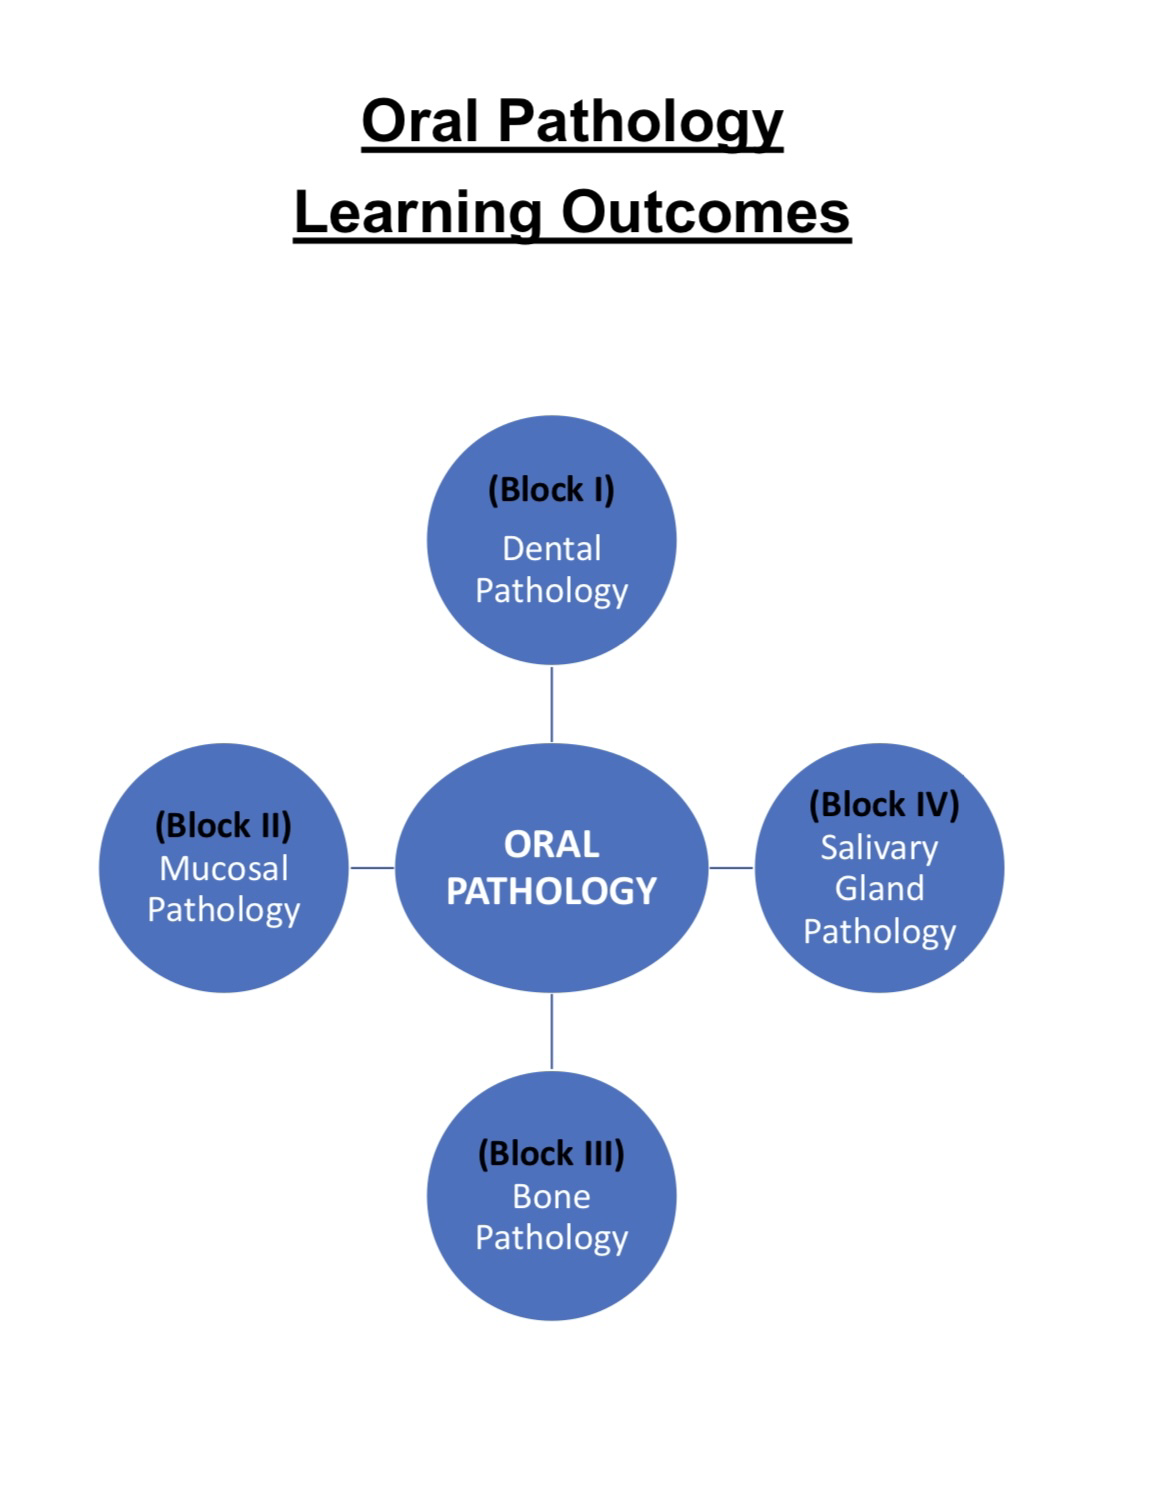 Oral Pathology
Learning Outcomes
(Block I)
Dental
Pathology
(Block II)
Mucosal
Pathology
ORAL
PATHOLOGY
(Block IV)
Salivary
Gland
Pathology
(Block III)
Bone
Pathology